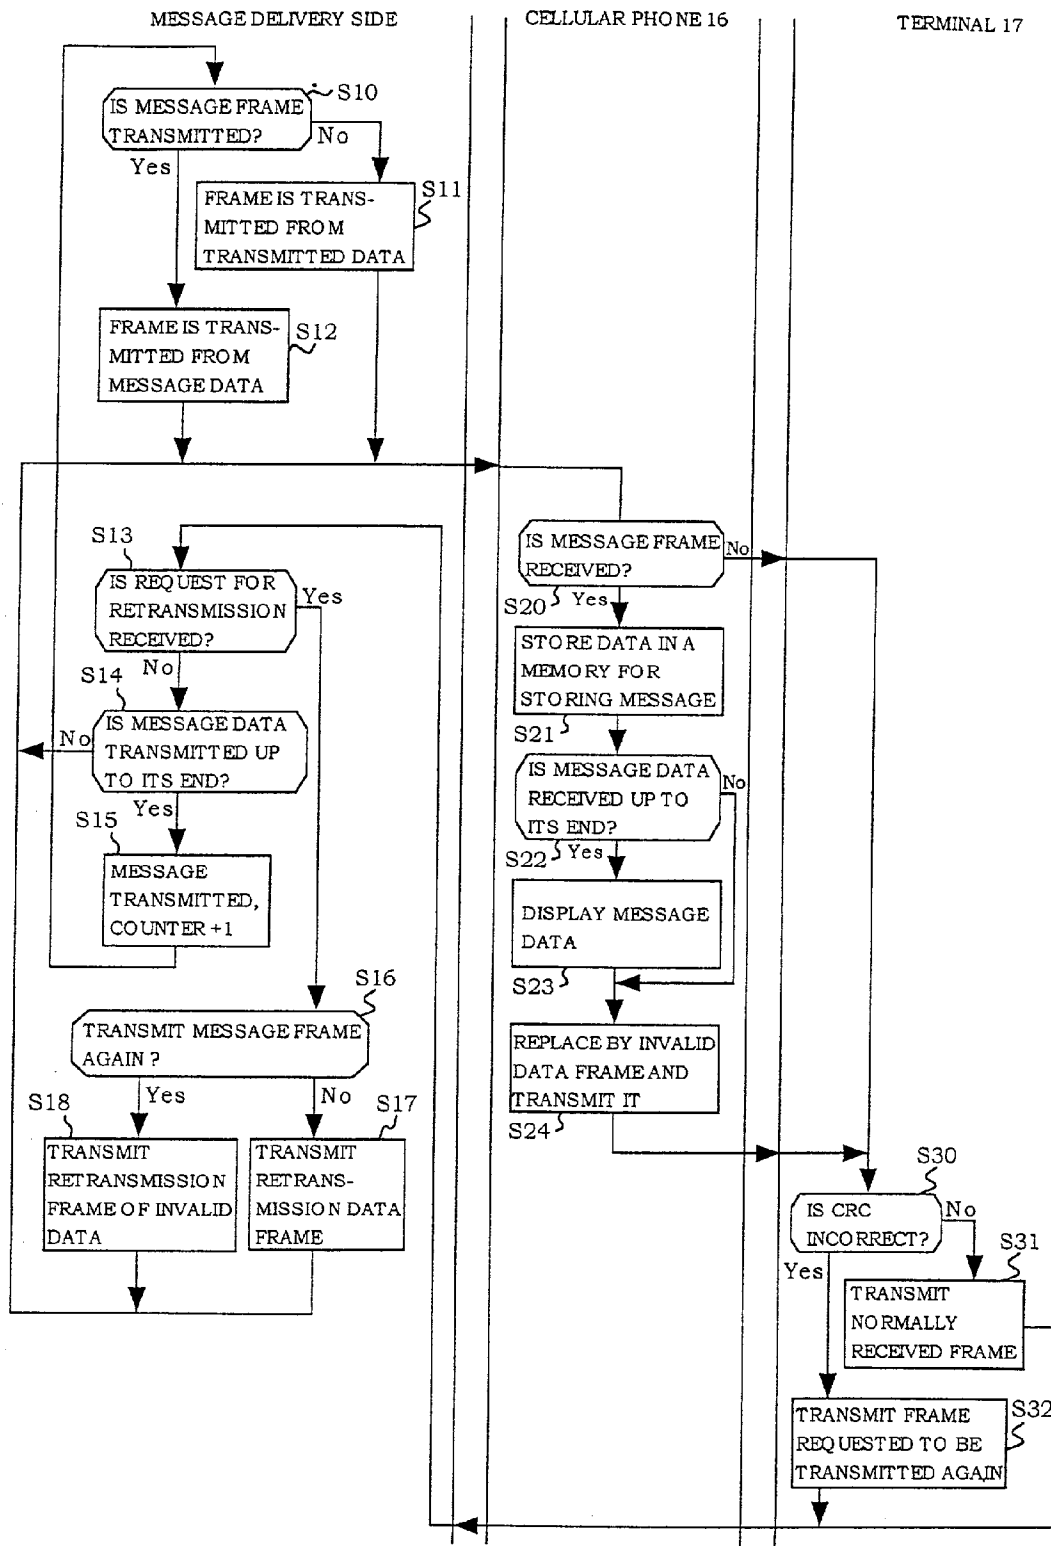 MESSAGE DELIVERY SIDE
CELLULAR PHONE 16
TERMINAL 17
S10
IS MESSAGE FRAME
TRANSMITTED?
No
Yes
S11
FRAME IS TRANS-
MITTED FROM
TRANSMITTED DATA
S12
FRAME IS TRANS-
MITTED FROM
MESSAGE DATA
S13
IS REQUEST FOR
RETRANSMISSION
RECEIVED?
Yes
No
S14
IS MESSAGE DATA
TRANSMITTED UP
TO ITS END?
No
Yes
S15
MESSAGE
TRANSMITTED,
COUNTER +1
S16
TRANSMIT MESSAGE FRAME
AGAIN ?
Yes
No
S18
TRANSMIT
RETRANSMISSION
FRAME OF INVALID
DATA
S17
TRANSMIT
RETRANS-
MISSION DATA
FRAME
IS MESSAGE FRAME
RECEIVED?
No
S20
Yes
STORE DATA IN A
MEMORY FOR
STORING MESSAGE
S21
IS MESSAGE DATA
RECEIVED UP TO
ITS END?
No
S22
Yes
DISPLAY MESSAGE
DATA
S23
REPLACE BY INVALID
DATA FRAME AND
TRANSMIT IT
S24
S30
IS CRC
INCORRECT?
No
Yes
S31
TRANSMIT
NORMALLY
RECEIVED FRAME
S32
TRANSMIT FRAME
REQUESTED TO BE
TRANSMITTED AGAIN